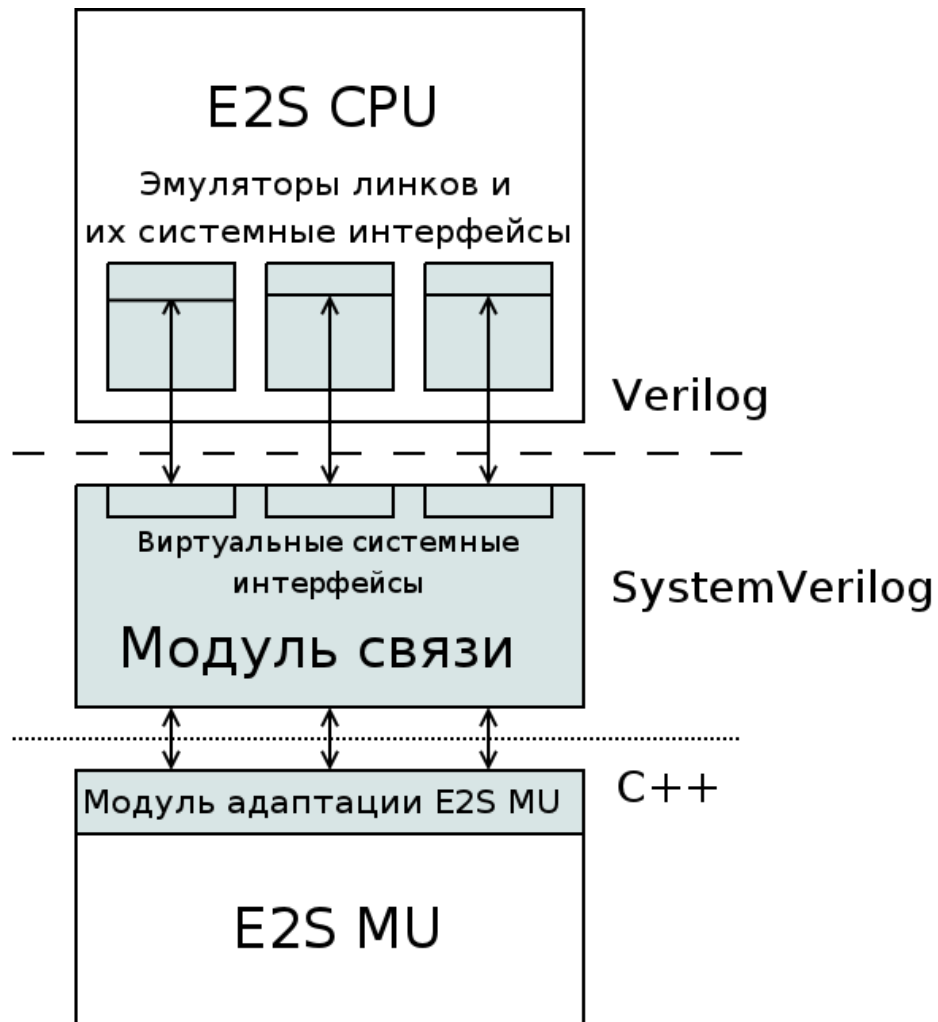 E2S CPU
Эмуляторы линков и
их системные интерфейсы
Verilog
Виртуальные системные
интерфейсы
SystemVerilog
Модуль связи
Модуль адаптации E2S MU
C++
E2S MU